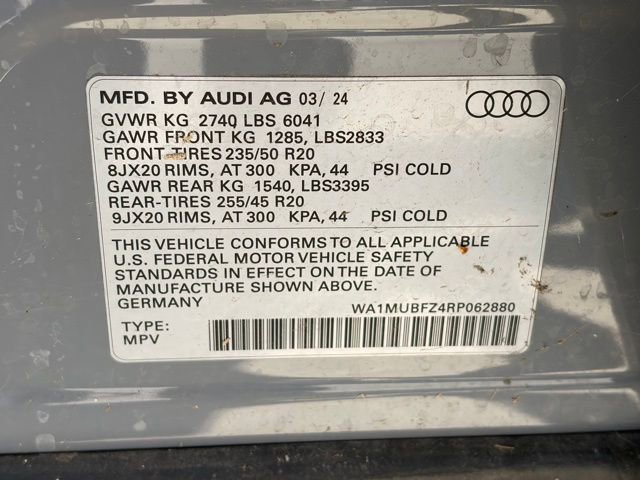 MFD. BY AUDI AG 03/ 24
GVWR KG 2740 LBS 6041
GAWR FRONT KG 1285, LBS2833
FRONT-TIRES 235/50 R20
8JX20 RIMS, AT 300 KPA, 44 PSI COLD
GAWR REAR KG 1540, LBS3395
REAR-TIRES 255/45 R20
9JX20 RIMS, AT 300 KPA, 44 PSI COLD
THIS VEHICLE CONFORMS TO ALL APPLICABLE
U.S. FEDERAL MOTOR VEHICLE SAFETY
STANDARDS IN EFFECT ON THE DATE OF
MANUFACTURE SHOWN ABOVE.
GERMANY WA1MUBFZ4RP062880
TYPE:
MPV